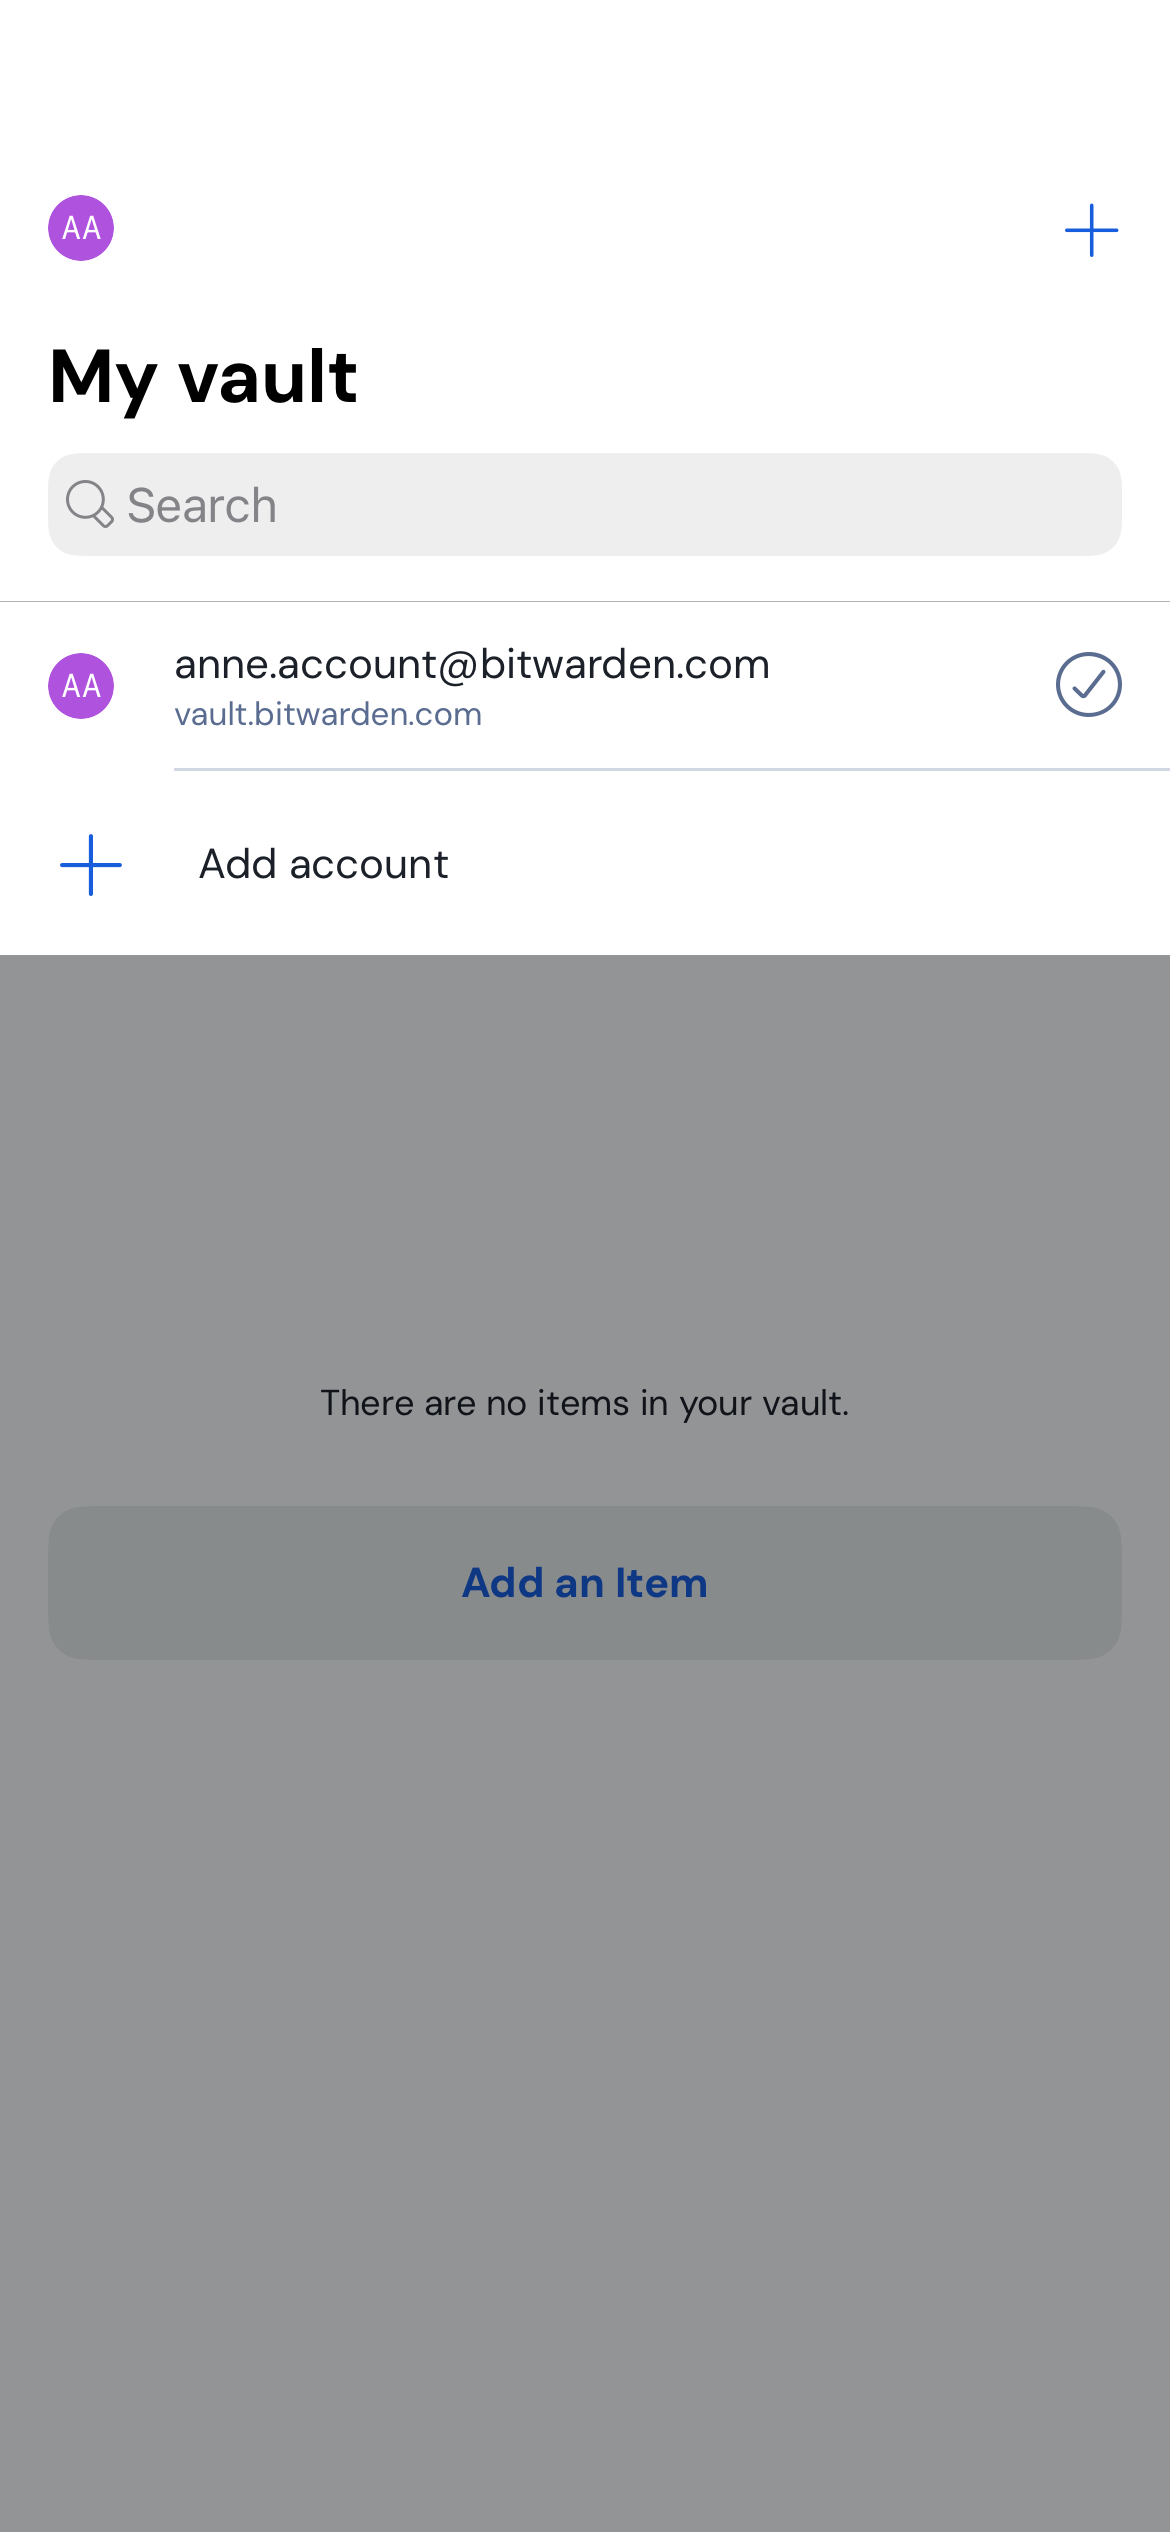 AA
My vault
Search
AA
anne.account@bitwarden.com
vault.bitwarden.com
Add account
There are no items in your vault.
Add an Item